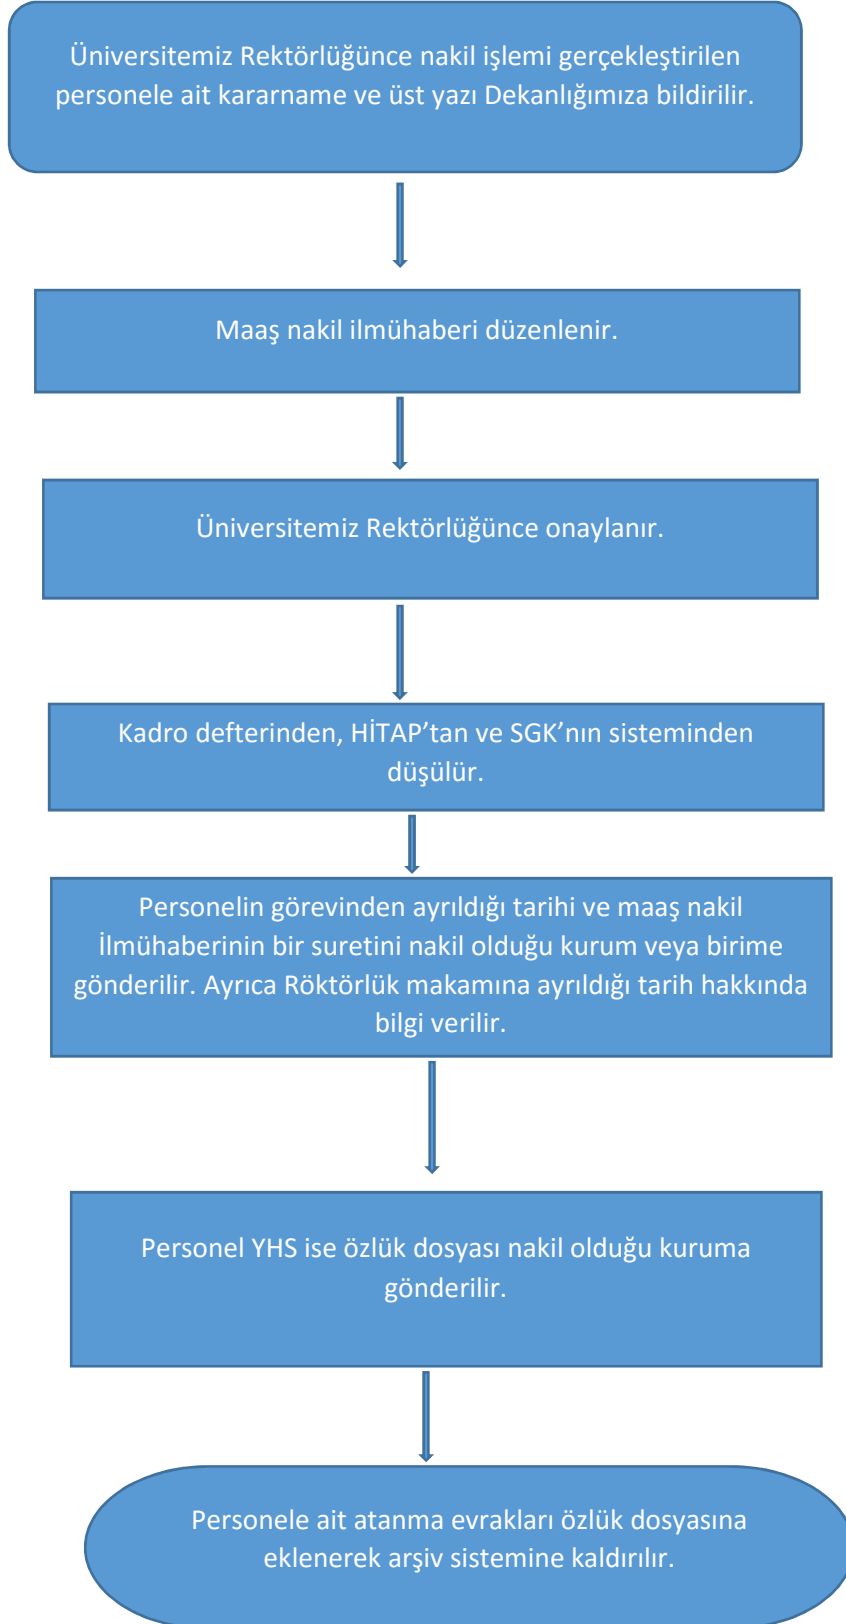 Üniversitemiz Rektörlüğünce nakil işlemi gerçekleştirilen
personele ait kararname ve üst yazı Dekanlığımıza bildirilir.
Maaş nakil ilmühaberi düzenlenir.
Üniversitemiz Rektörlüğünce onaylanır.
Kadro defterinden, HİTAP’tan ve SGK’nın sisteminden
düşülür.
Personelin görevinden ayrıldığı tarihi ve maaş nakil
İlmühaberinin bir suretini nakil olduğu kurum veya birime
gönderilir. Ayrıca Röktörlük makamına ayrıldığı tarih hakkında
bilgi verilir.
Personel YHS ise özlük dosyası nakil olduğu kuruma
gönderilir.
Personele ait atanma evrakları özlük dosyasına
eklenerek arşiv sistemine kaldırılır.